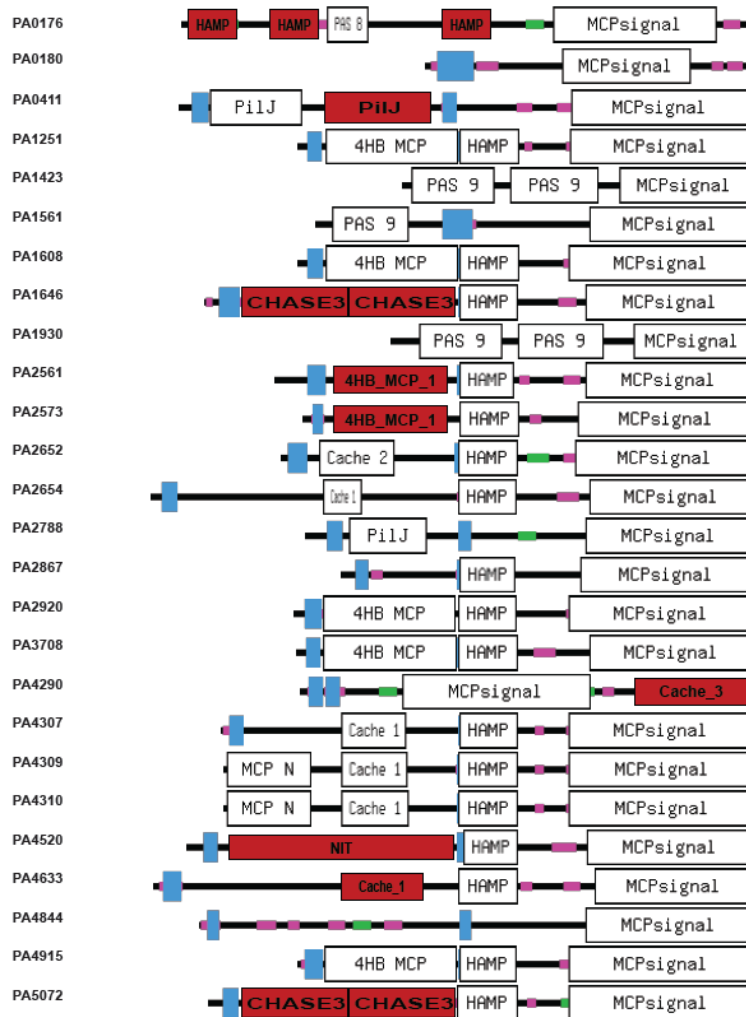 PA0176 HAMP HAMP PAS 8 HAMP MCPsignal
PA0180 MCPsignal
PA0411 PilJ PilJ MCPsignal
PA1251 4HB MCP HAMP MCPsignal
PA1423 PAS 9 PAS 9 MCPsignal
PA1561 PAS 9 MCPsignal
PA1608 4HB MCP HAMP MCPsignal
PA1646 CHASE3 CHASE3 HAMP MCPsignal
PA1930 PAS 9 PAS 9 MCPsignal
PA2561 4HB_MCP_1 HAMP MCPsignal
PA2573 4HB_MCP_1 HAMP MCPsignal
PA2652 Cache 2 HAMP MCPsignal
PA2654 Cache 1 HAMP MCPsignal
PA2788 PilJ MCPsignal
PA2867 HAMP MCPsignal
PA2920 4HB MCP HAMP MCPsignal
PA3708 4HB MCP HAMP MCPsignal
PA4290 MCPsignal Cache_3
PA4307 Cache 1 HAMP MCPsignal
PA4309 MCP N Cache 1 HAMP MCPsignal
PA4310 MCP N Cache 1 HAMP MCPsignal
PA4520 NIT HAMP MCPsignal
PA4633 Cache_1 HAMP MCPsignal
PA4844 MCPsignal
PA4915 4HB MCP HAMP MCPsignal
PA5072 CHASE3 CHASE3 HAMP MCPsignal